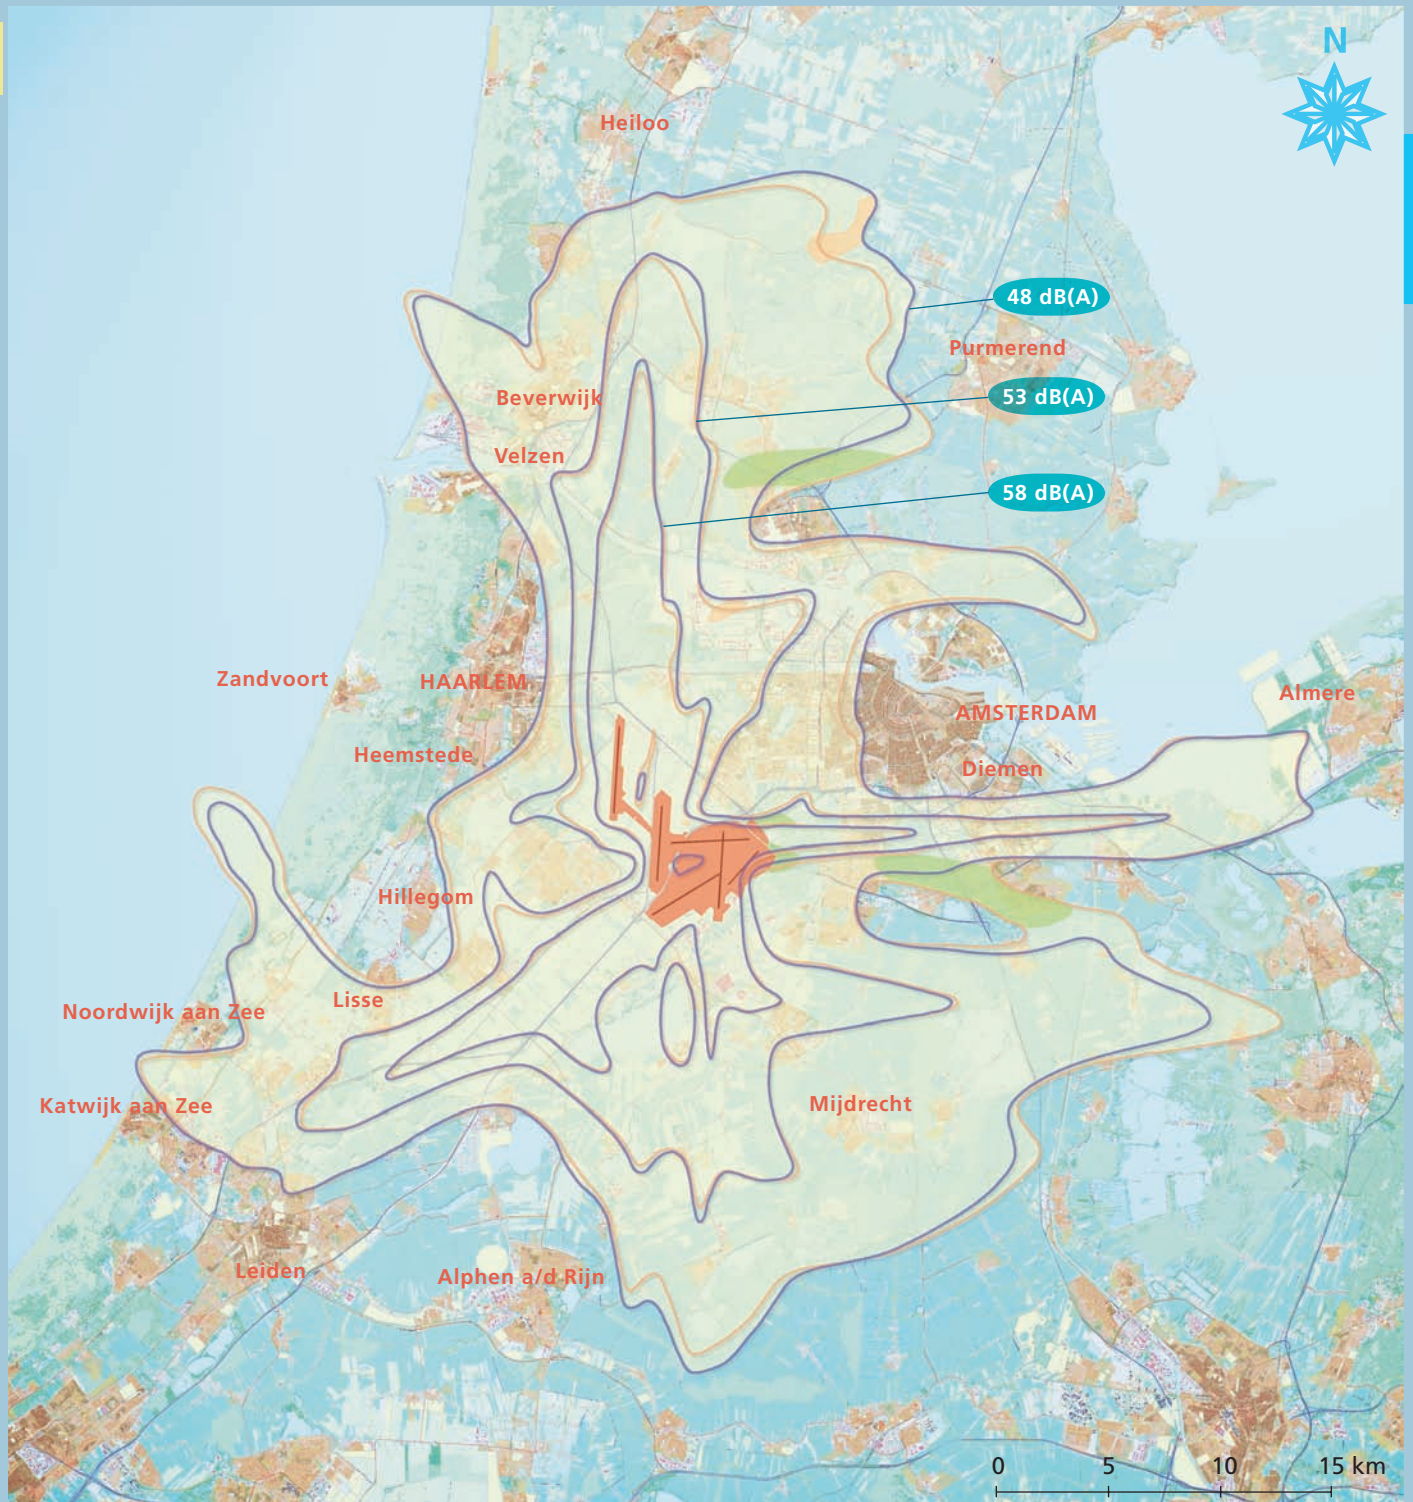 N
Heiloo
48 dB(A)
Purmerend
53 dB(A)
Beverwijk
Velzen
58 dB(A)
Zandvoort
HAARLEM
Almere
AMSTERDAM
Heemstede
Diemen
Hillegom
Lisse
Noordwijk aan Zee
Katwijk aan Zee
Mijdrecht
Leiden
Alphen a/d Rijn
0 5 10 15 km